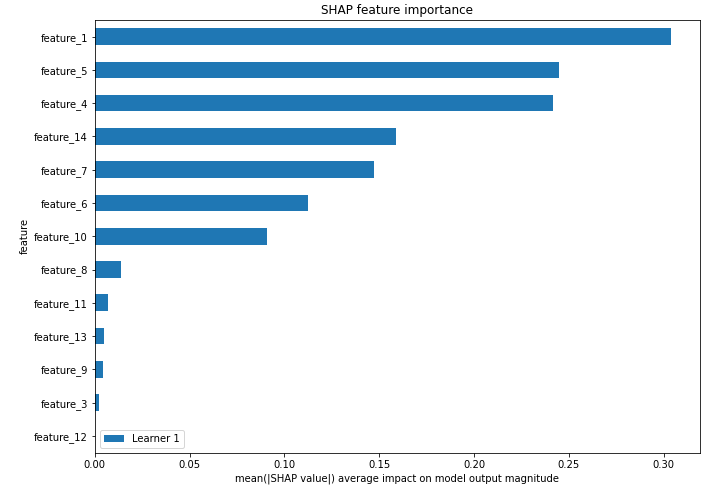 SHAP feature importance
feature_1
feature_5
feature_4
feature_14
feature_7
feature_6
feature_10
feature_8
feature_11
feature_13
feature_9
feature_3
feature_12
feature
Learner 1
0.00 0.05 0.10 0.15 0.20 0.25 0.30
mean(|SHAP value|) average impact on model output magnitude